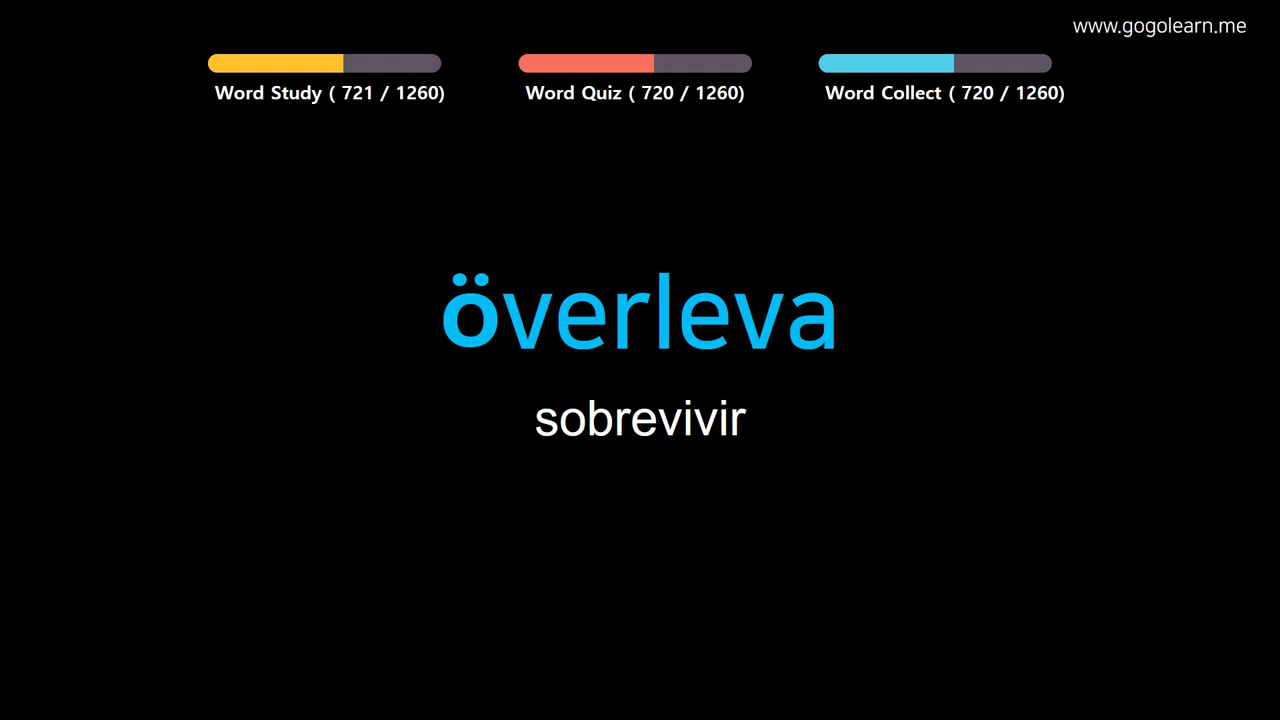 www.gogolearn.me
Word Study ( 721 / 1260)
Word Quiz ( 720 / 1260)
Word Collect ( 720 / 1260)
överleva
sobrevivir